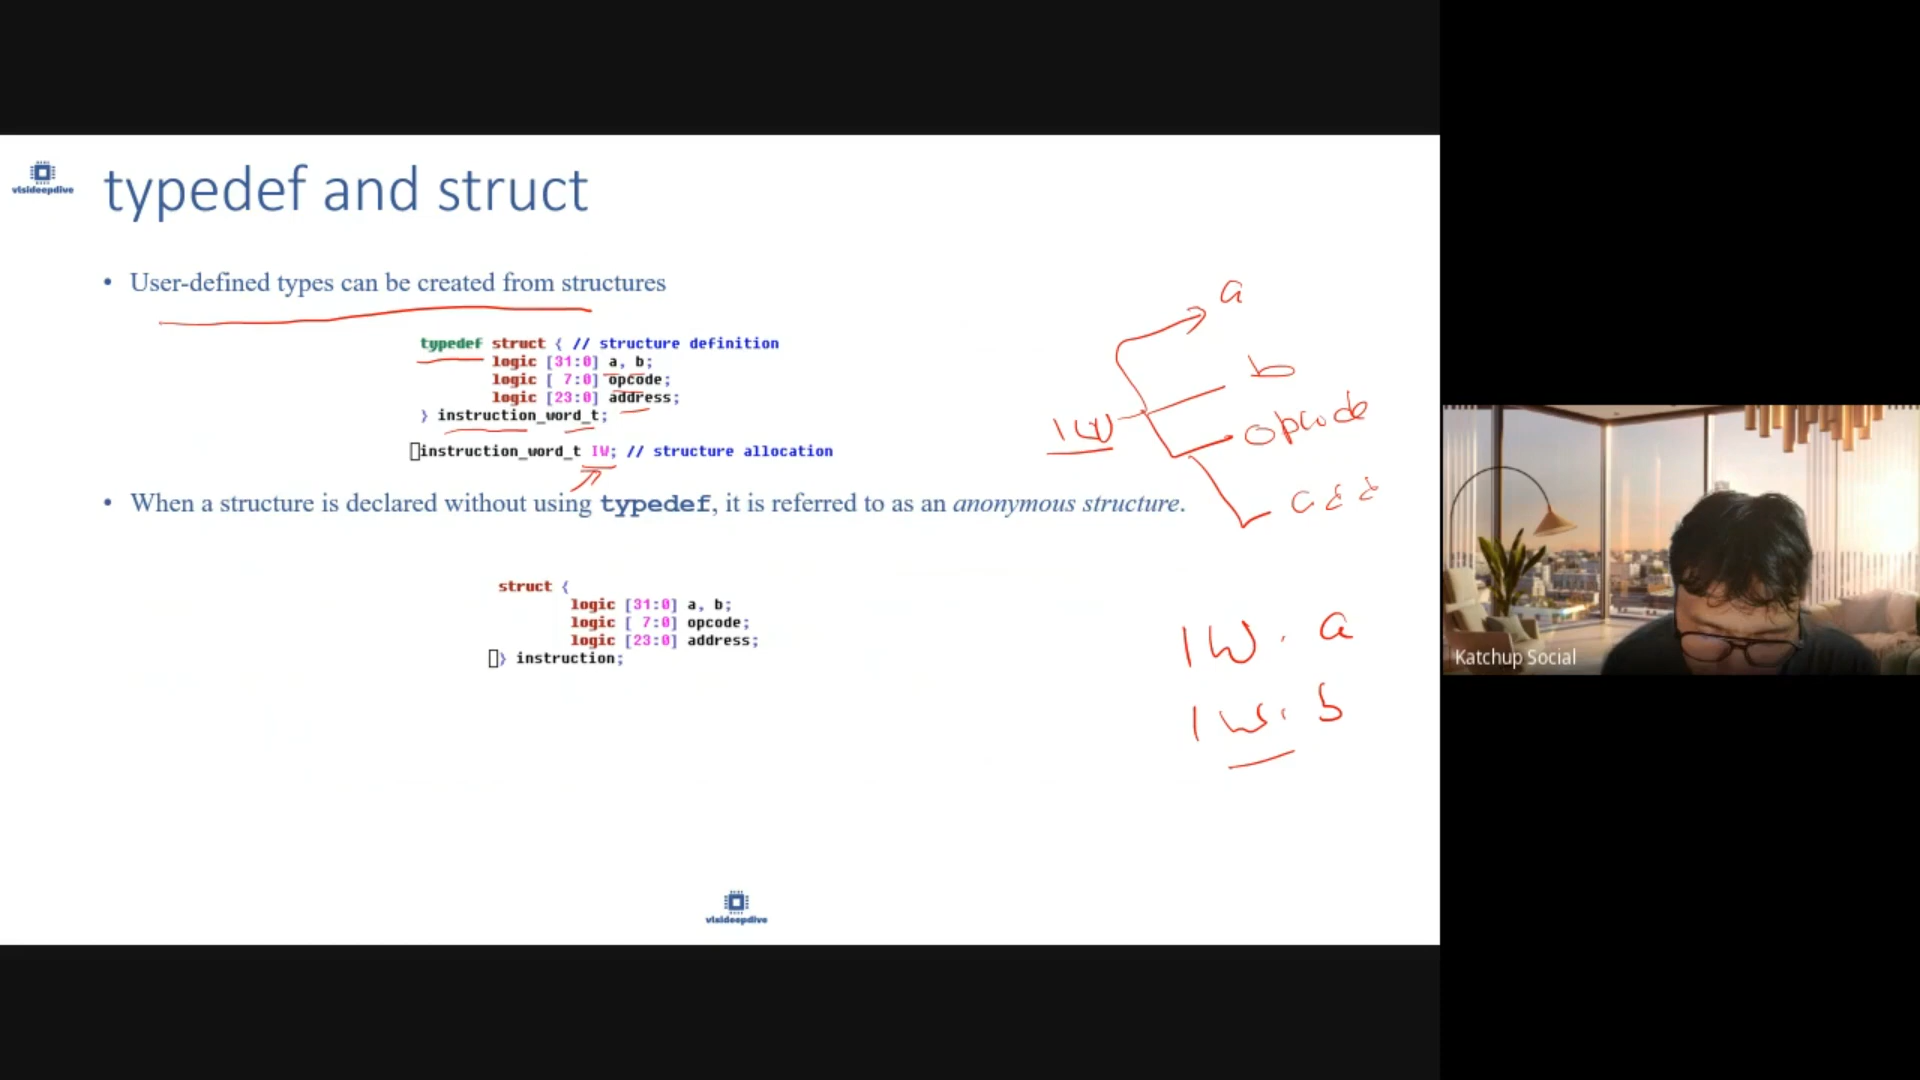 vlsideepdive
typedef and struct
• User-defined types can be created from structures
typedef struct { // structure definition
logic [31:0] a, b;
logic [ 7:0] opcode;
logic [23:0] address;
} instruction_word_t;
instruction_word_t IW; // structure allocation
• When a structure is declared without using typedef, it is referred to as an anonymous structure.
struct {
logic [31:0] a, b;
logic [ 7:0] opcode;
logic [23:0] address;
} instruction;
a
b
IW
opcode
add
IW . a
IW . b
vlsideepdive
Katchup Social